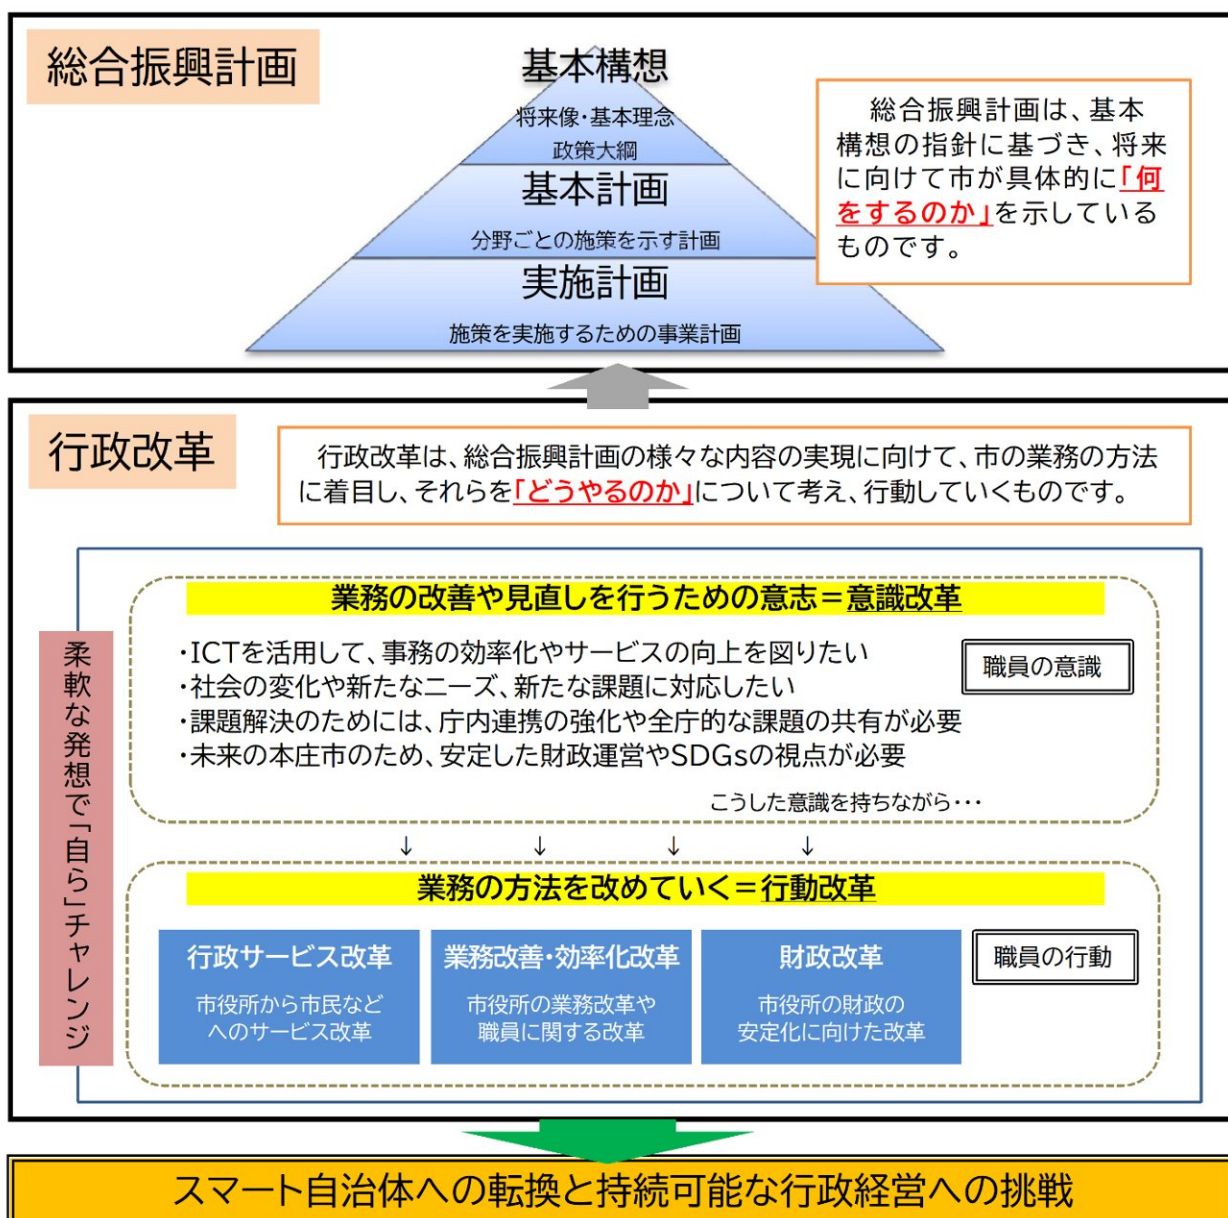 総合振興計画
基本構想
将来像・基本理念
政策大綱
基本計画
分野ごとの施策を示す計画
実施計画
施策を実施するための事業計画
総合振興計画は、基本
構想の指針に基づき、将来
に向けて市が具体的に「何
をするのか」を示している
ものです。
行政改革
行政改革は、総合振興計画の様々な内容の実現に向けて、市の業務の方法
に着目し、それらを「どうやるのか」について考え、行動していくものです。
柔軟な発想で「自ら」チャレンジ
業務の改善や見直しを行うための意志=意識改革
・ICTを活用して、事務の効率化やサービスの向上を図りたい
・社会の変化や新たなニーズ、新たな課題に対応したい
・課題解決のためには、庁内連携の強化や全庁的な課題の共有が必要
・未来の本庄市のため、安定した財政運営やSDGsの視点が必要
職員の意識
こうした意識を持ちながら・・・
↓ ↓ ↓ ↓
業務の方法を改めていく=行動改革
行政サービス改革
市役所から市民など
へのサービス改革
業務改善・効率化改革
市役所の業務改革や
職員に関する改革
財政改革
市役所の財政の
安定化に向けた改革
職員の行動
スマート自治体への転換と持続可能な行政経営への挑戦